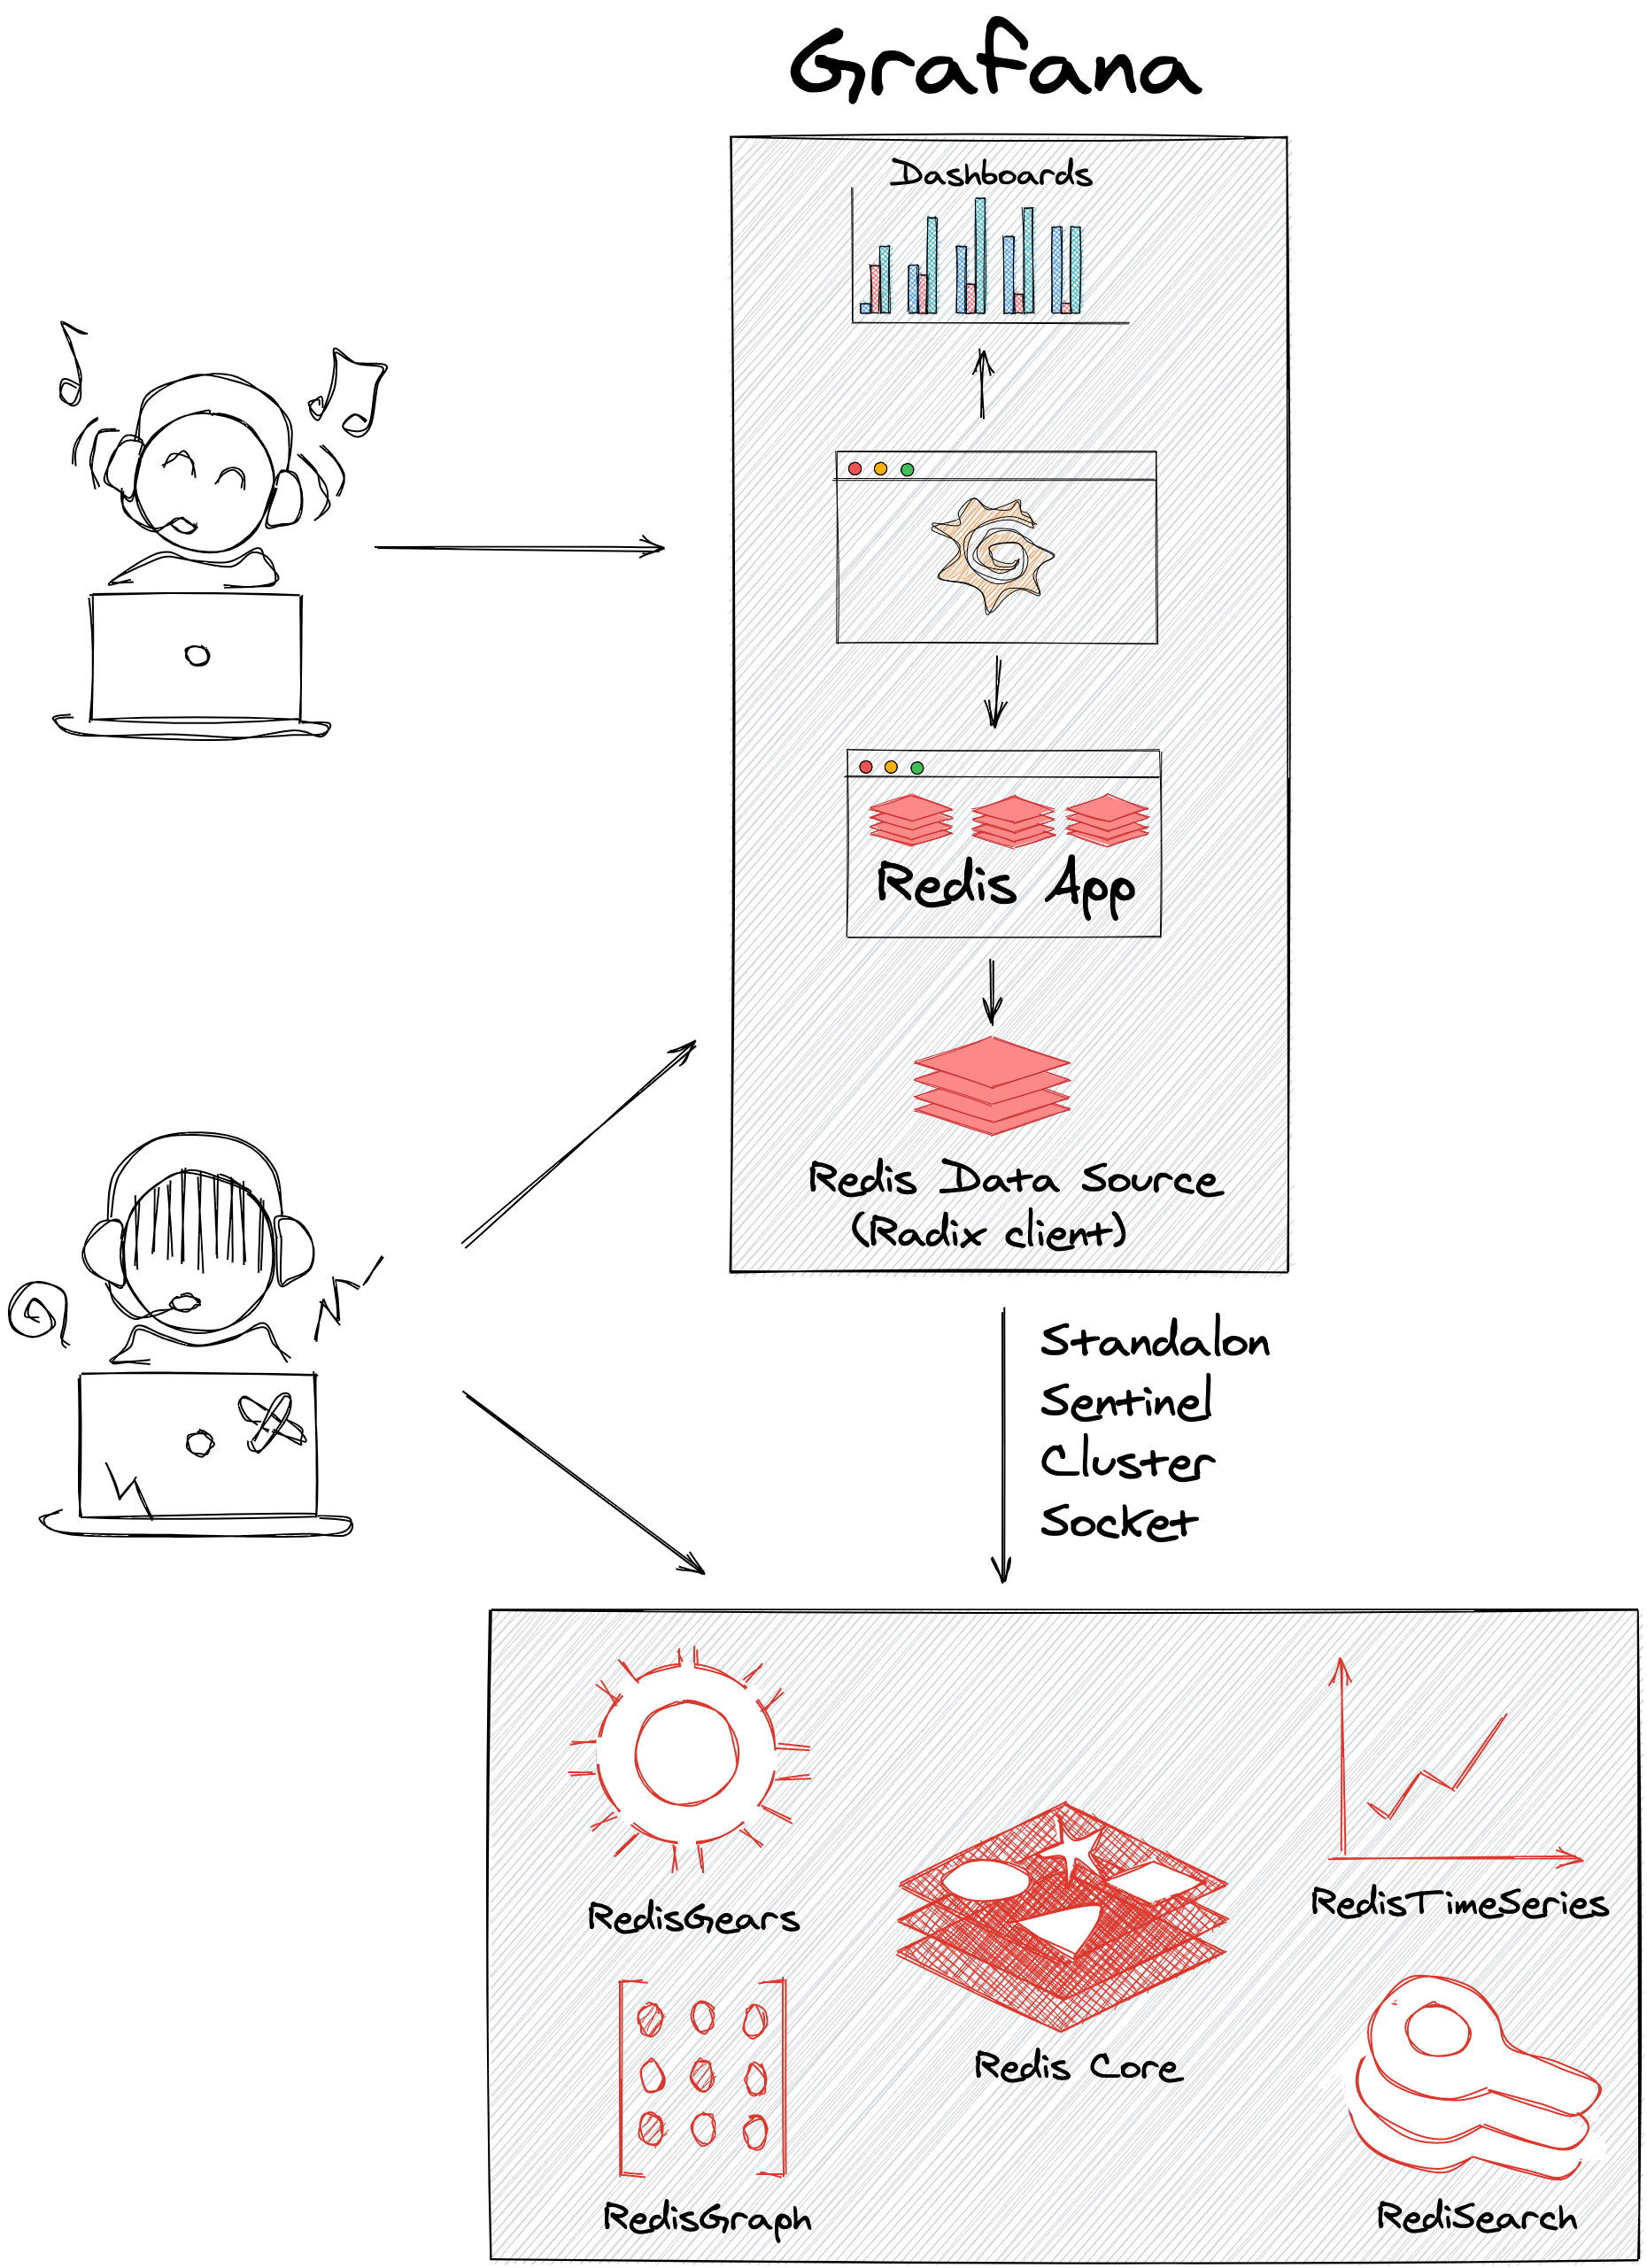 Grafana
Dashboards
Redis App
Redis Data Source
(Radix client)
Standalon
Sentinel
Cluster
Socket
RedisGears
RedisTimeSeries
Redis Core
RedisGraph
RediSearch